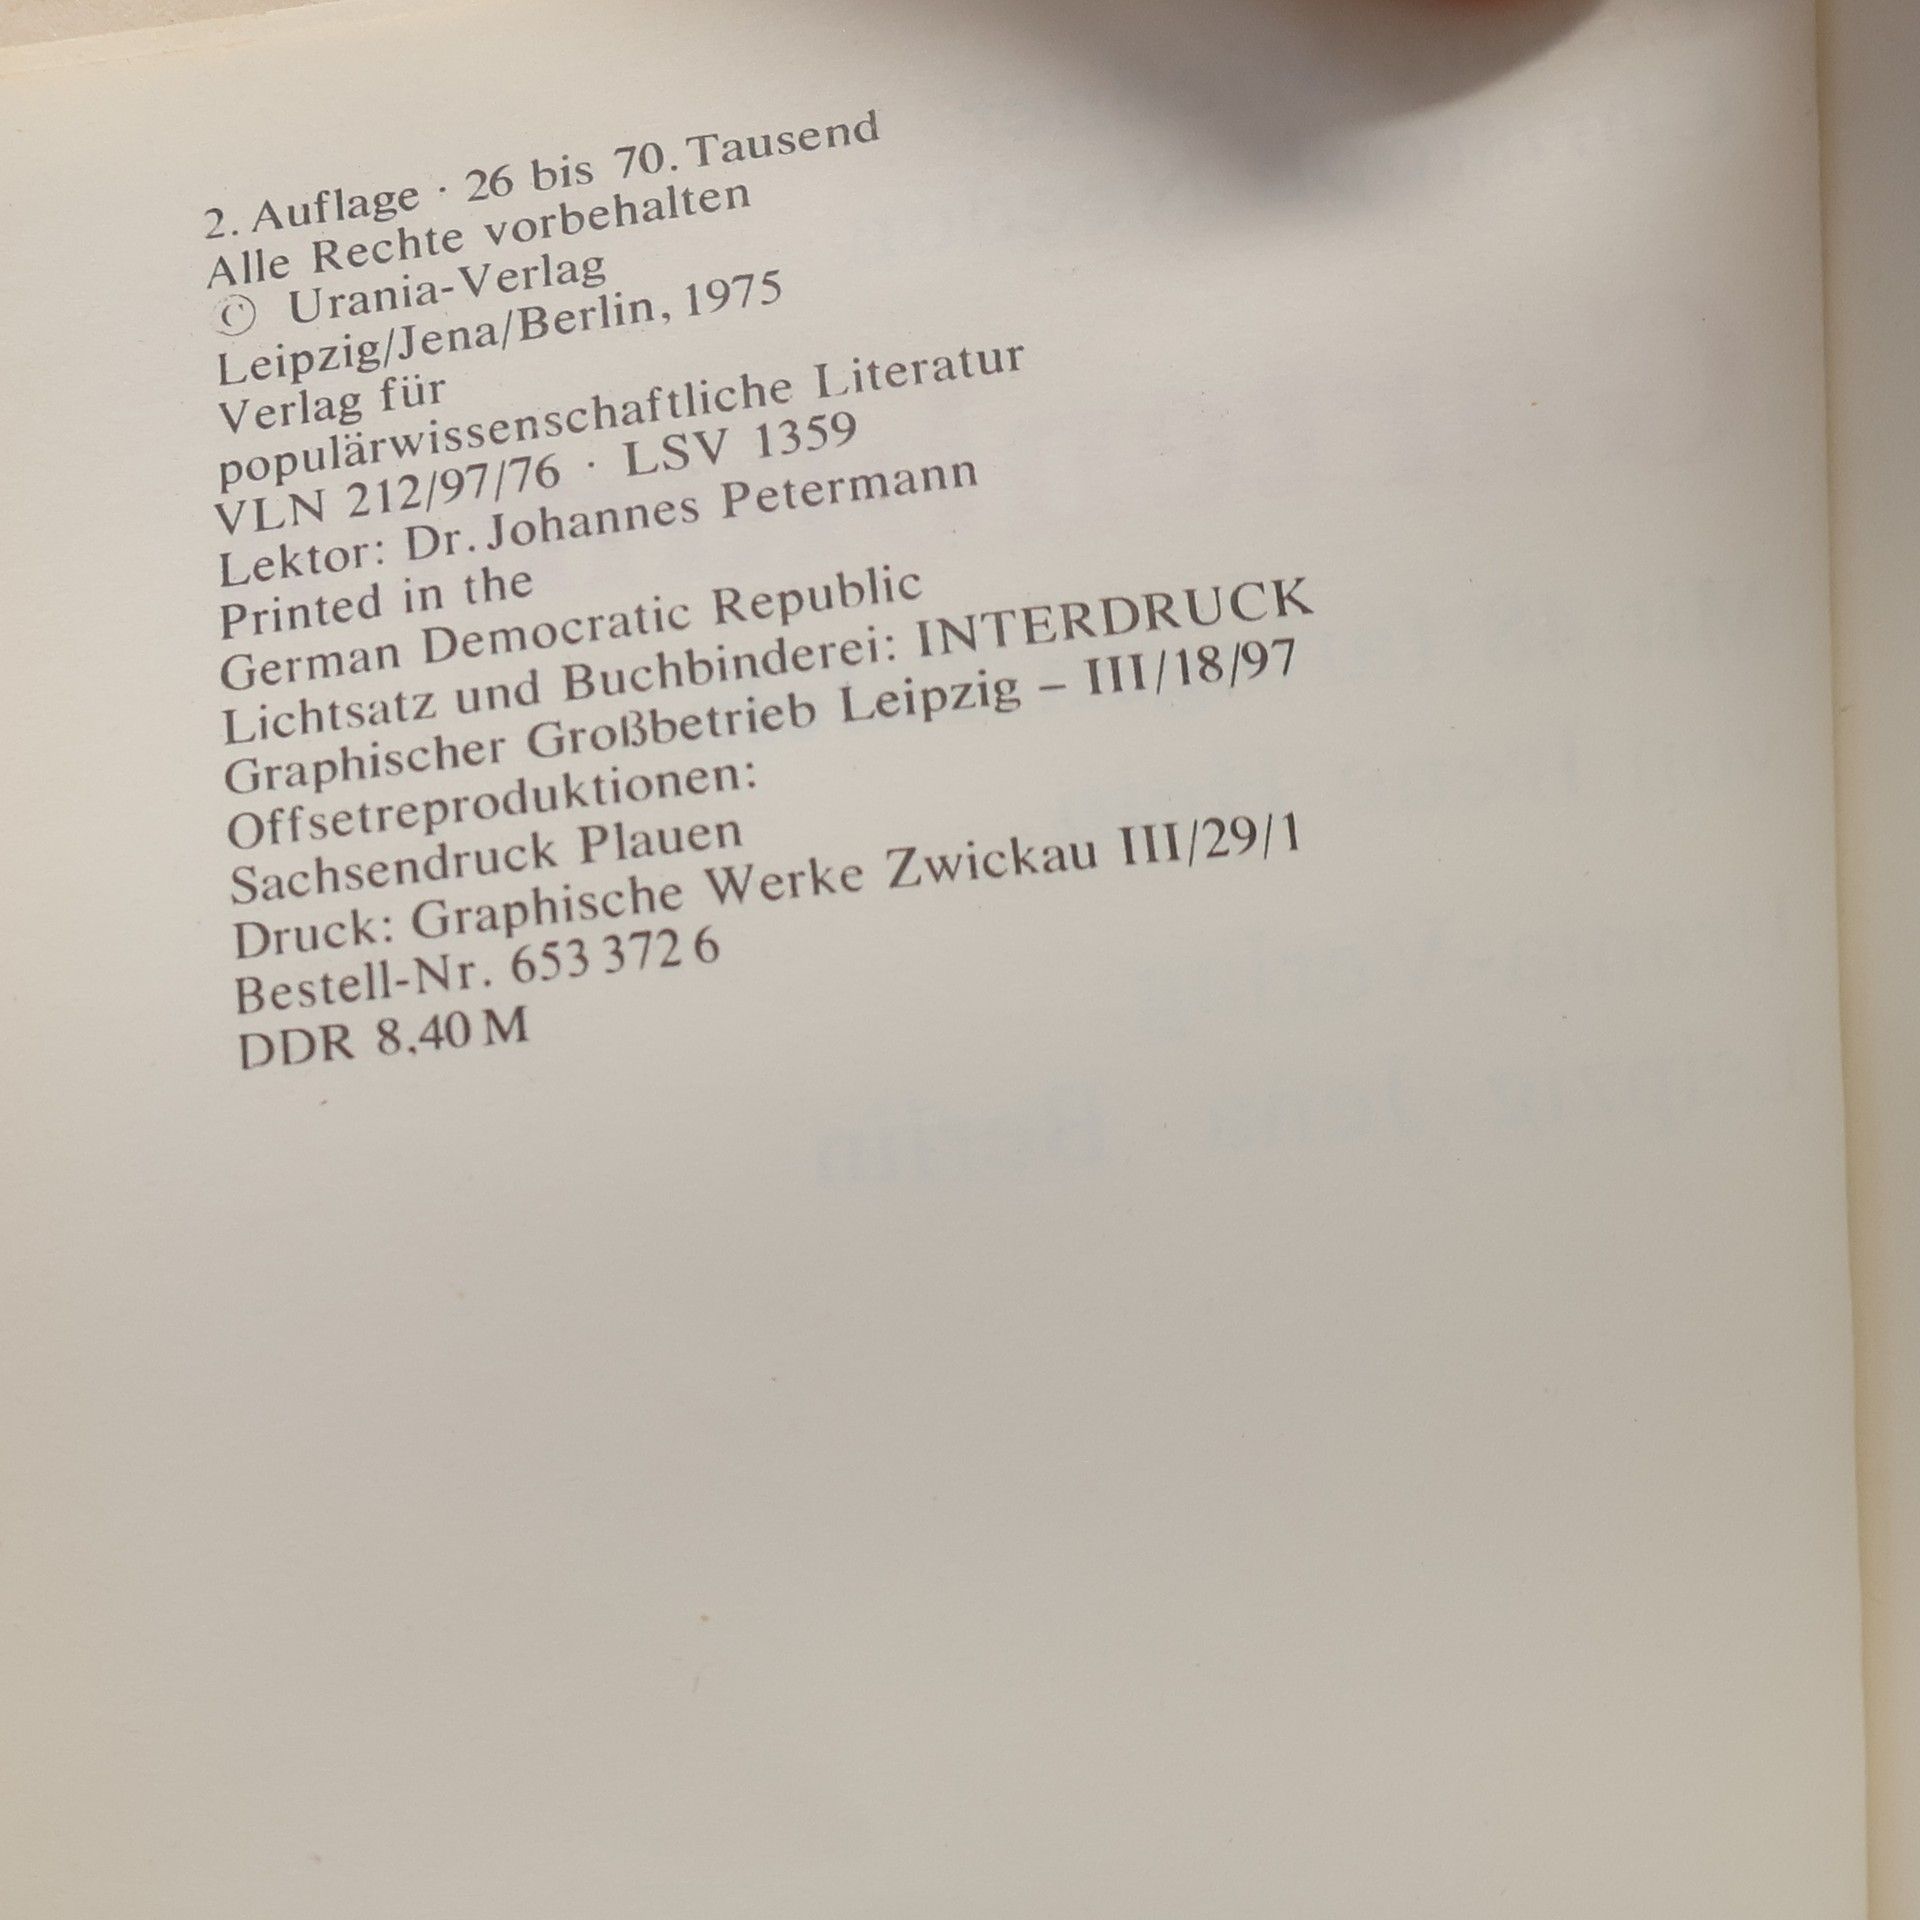 2. Auflage · 26 bis 70. Tausend
Alle Rechte vorbehalten
© Urania-Verlag
Leipzig/Jena/Berlin, 1975
Verlag für
populärwissenschaftliche Literatur
VLN 212/97/76 · LSV 1359
Lektor: Dr. Johannes Petermann
Printed in the
German Democratic Republic
Lichtsatz und Buchbinderei: INTERDRUCK
Graphischer Großbetrieb Leipzig – III/18/97
Offsetreproduktionen:
Sachsendruck Plauen
Druck: Graphische Werke Zwickau III/29/1
Bestell-Nr. 653 372 6
DDR 8,40 M